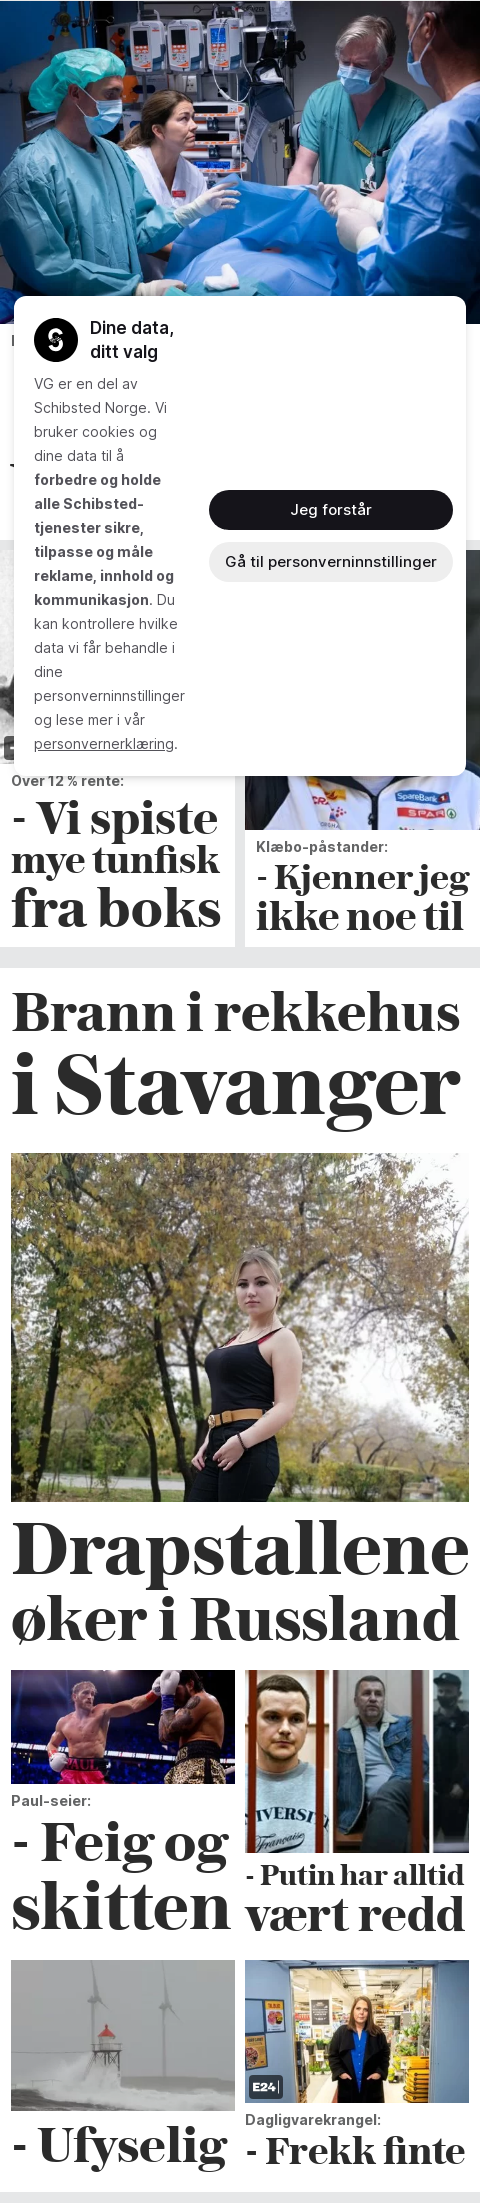 Dine data,
ditt valg
VG er en del av
Schibsted Norge. Vi
bruker cookies og
dine data til å
forbedre og holde
alle Schibsted-
tjenester sikre,
tilpasse og måle
reklame, innhold og
kommunikasjon. Du
kan kontrollere hvilke
data vi får behandle i
dine
personverninnstillinger
og lese mer i vår
personvernerklæring.
Jeg forstår
Gå til personverninnstillinger
Over 12 % rente:
- Vi spiste
mye tunfisk
fra boks
SpareBank 1
SPAR
Klæbo-påstander:
- Kjenner jeg
ikke noe til
Brann i rekkehus
i Stavanger
Drapstallene
øker i Russland
Paul-seier:
- Feig og
skitten
Française
- Putin har alltid
vært redd
- Ufyselig
E24
Dagligvarekrangel:
- Frekk finte